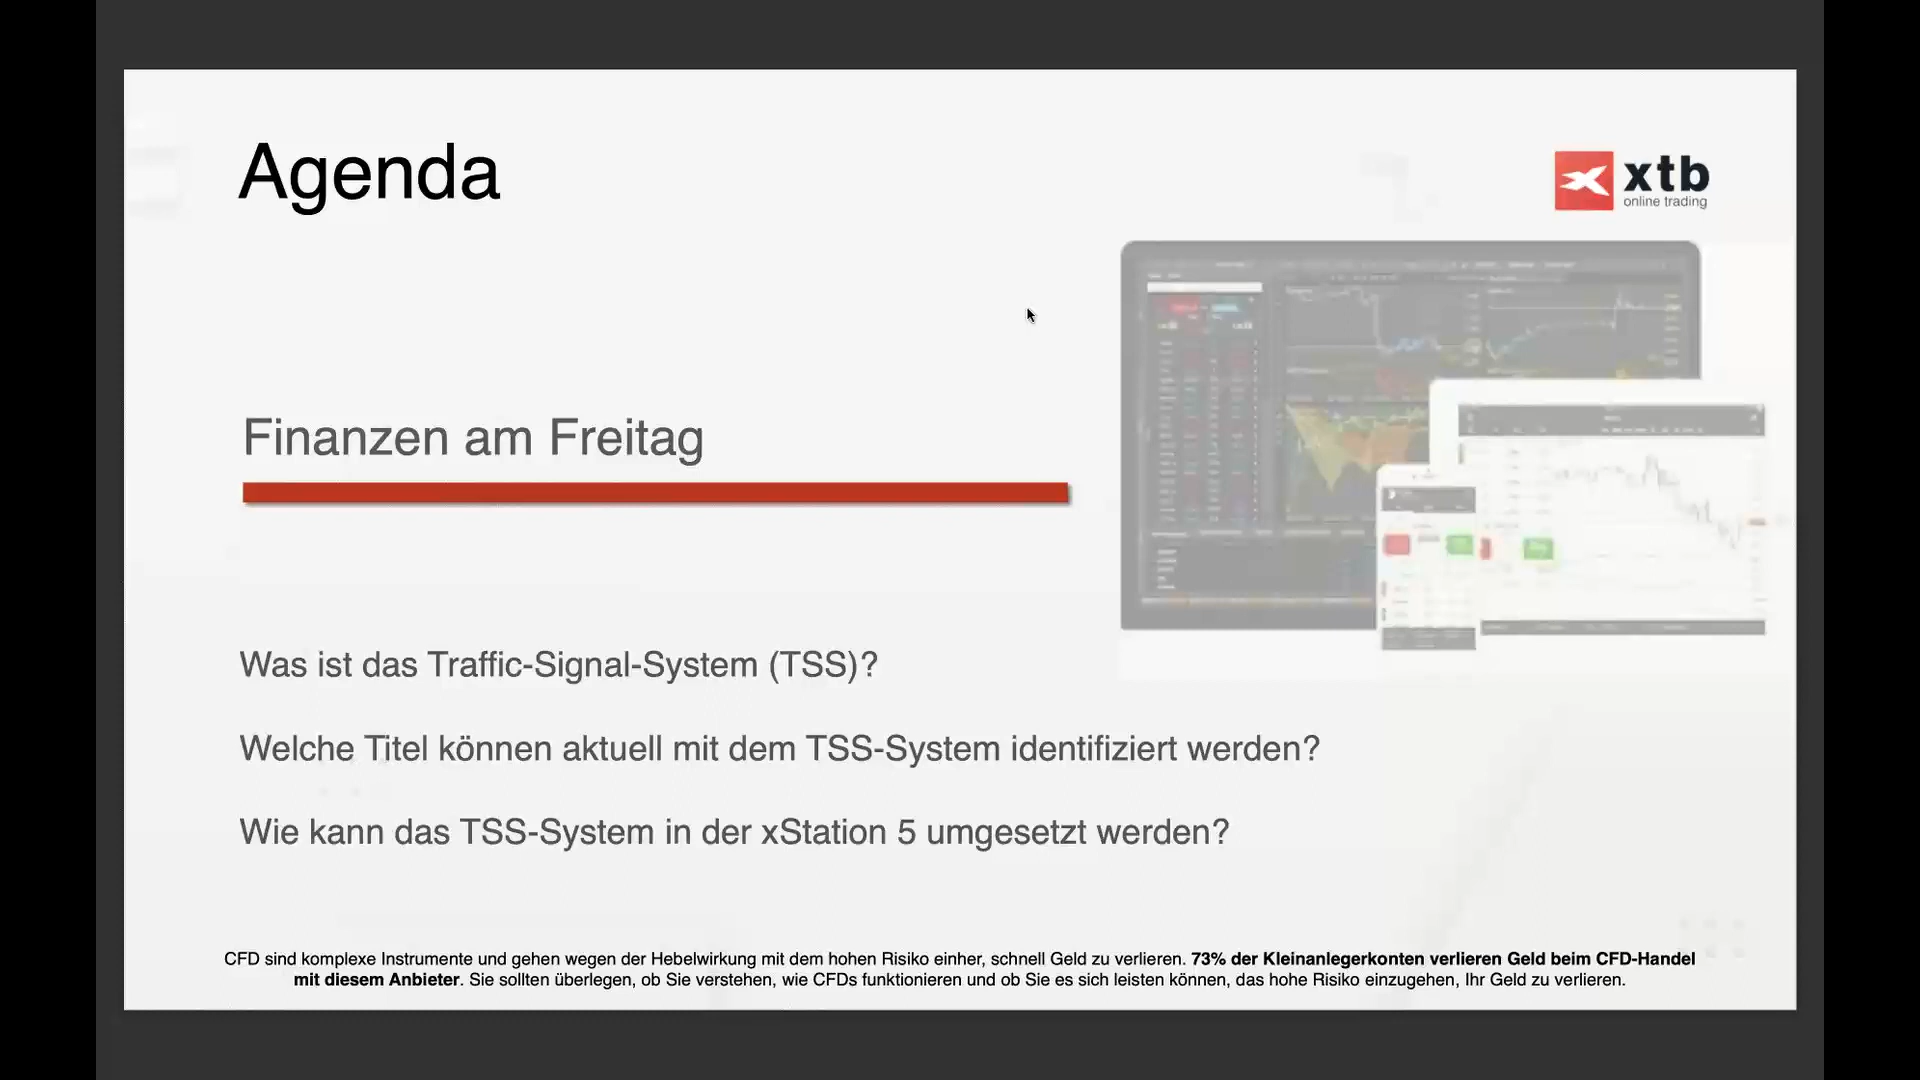 Agenda
xtb
online trading
Finanzen am Freitag
Was ist das Traffic-Signal-System (TSS)?
Welche Titel können aktuell mit dem TSS-System identifiziert werden?
Wie kann das TSS-System in der xStation 5 umgesetzt werden?
CFD sind komplexe Instrumente und gehen wegen der Hebelwirkung mit dem hohen Risiko einher, schnell Geld zu verlieren. 73% der Kleinanlegerkonten verlieren Geld beim CFD-Handel
mit diesem Anbieter. Sie sollten überlegen, ob Sie verstehen, wie CFDs funktionieren und ob Sie es sich leisten können, das hohe Risiko einzugehen, Ihr Geld zu verlieren.